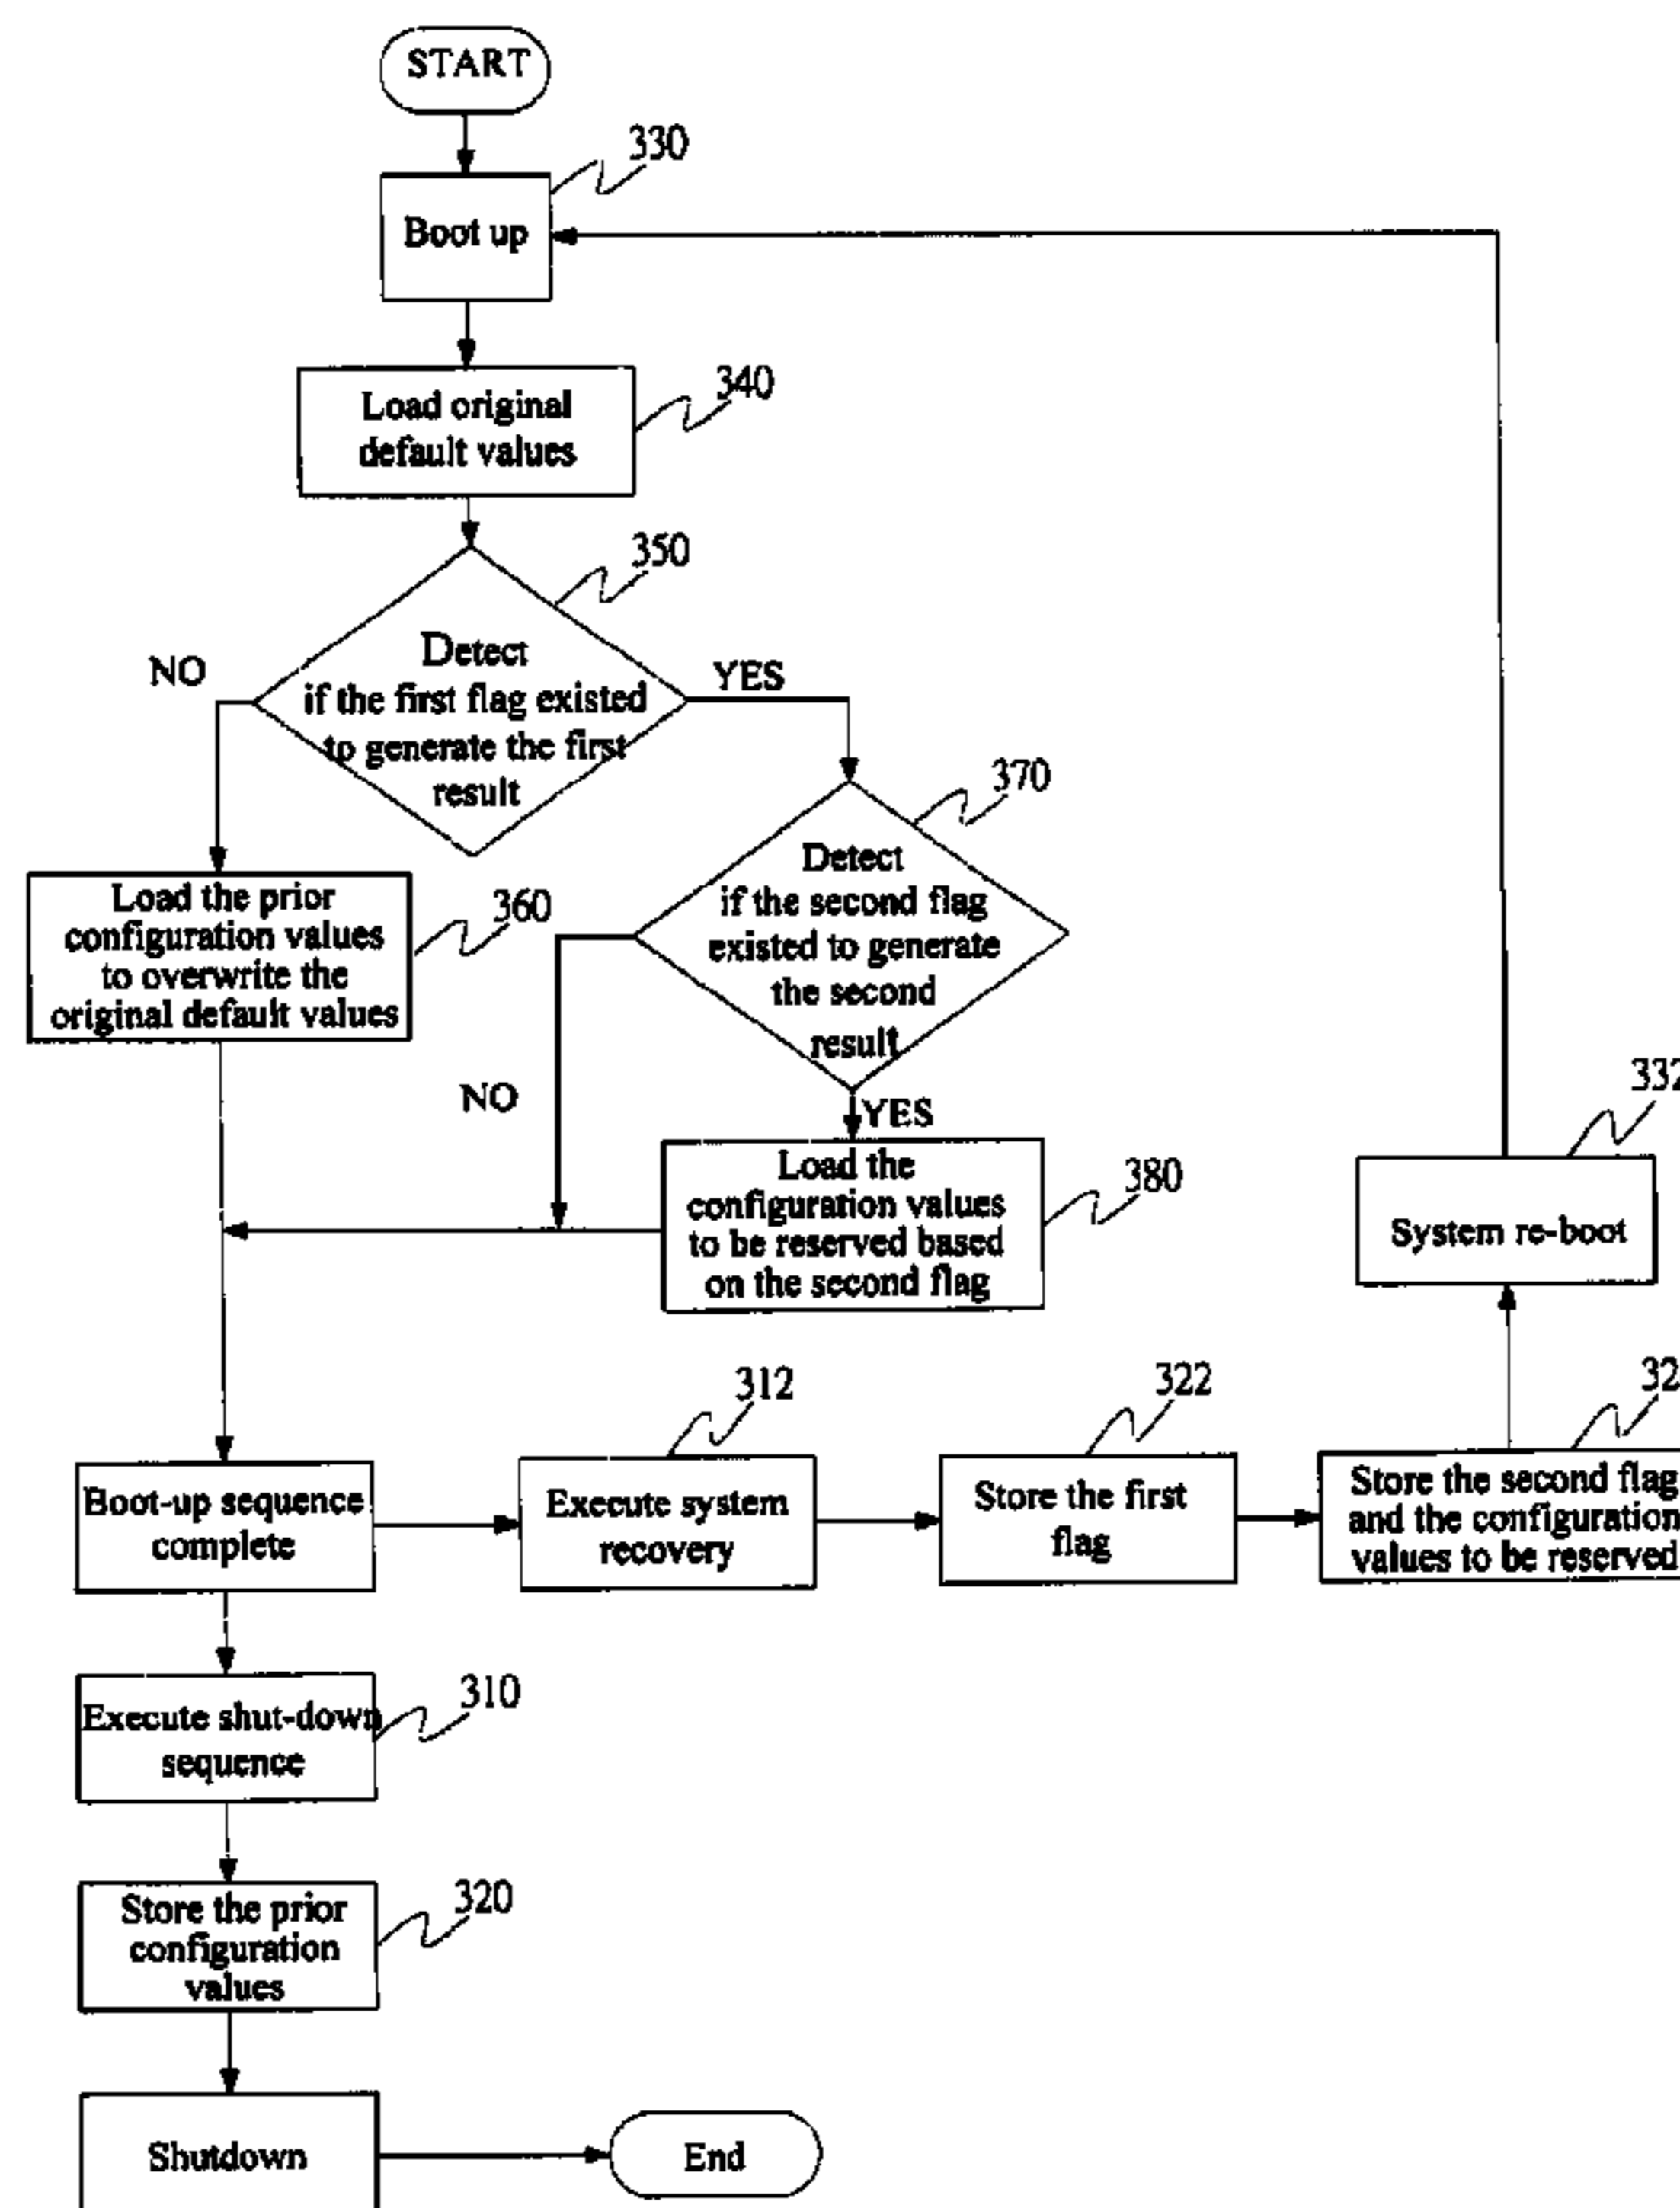 START
330
Boot up
340
Load original
default values
350
Detect
if the first flag existed
to generate the first
result
NO
YES
370
Detect
if the second flag
existed to generate
the second
result
360
Load the prior
configuration values
to overwrite the
original default values
NO
YES
380
Load the
configuration values
to be reserved based
on the second flag
332
System re-boot
Boot-up sequence
complete
312
Execute system
recovery
322
Store the first
flag
32
Store the second flag
and the configuration
values to be reserved
310
Execute shut-down
sequence
320
Store the prior
configuration
values
Shutdown
End